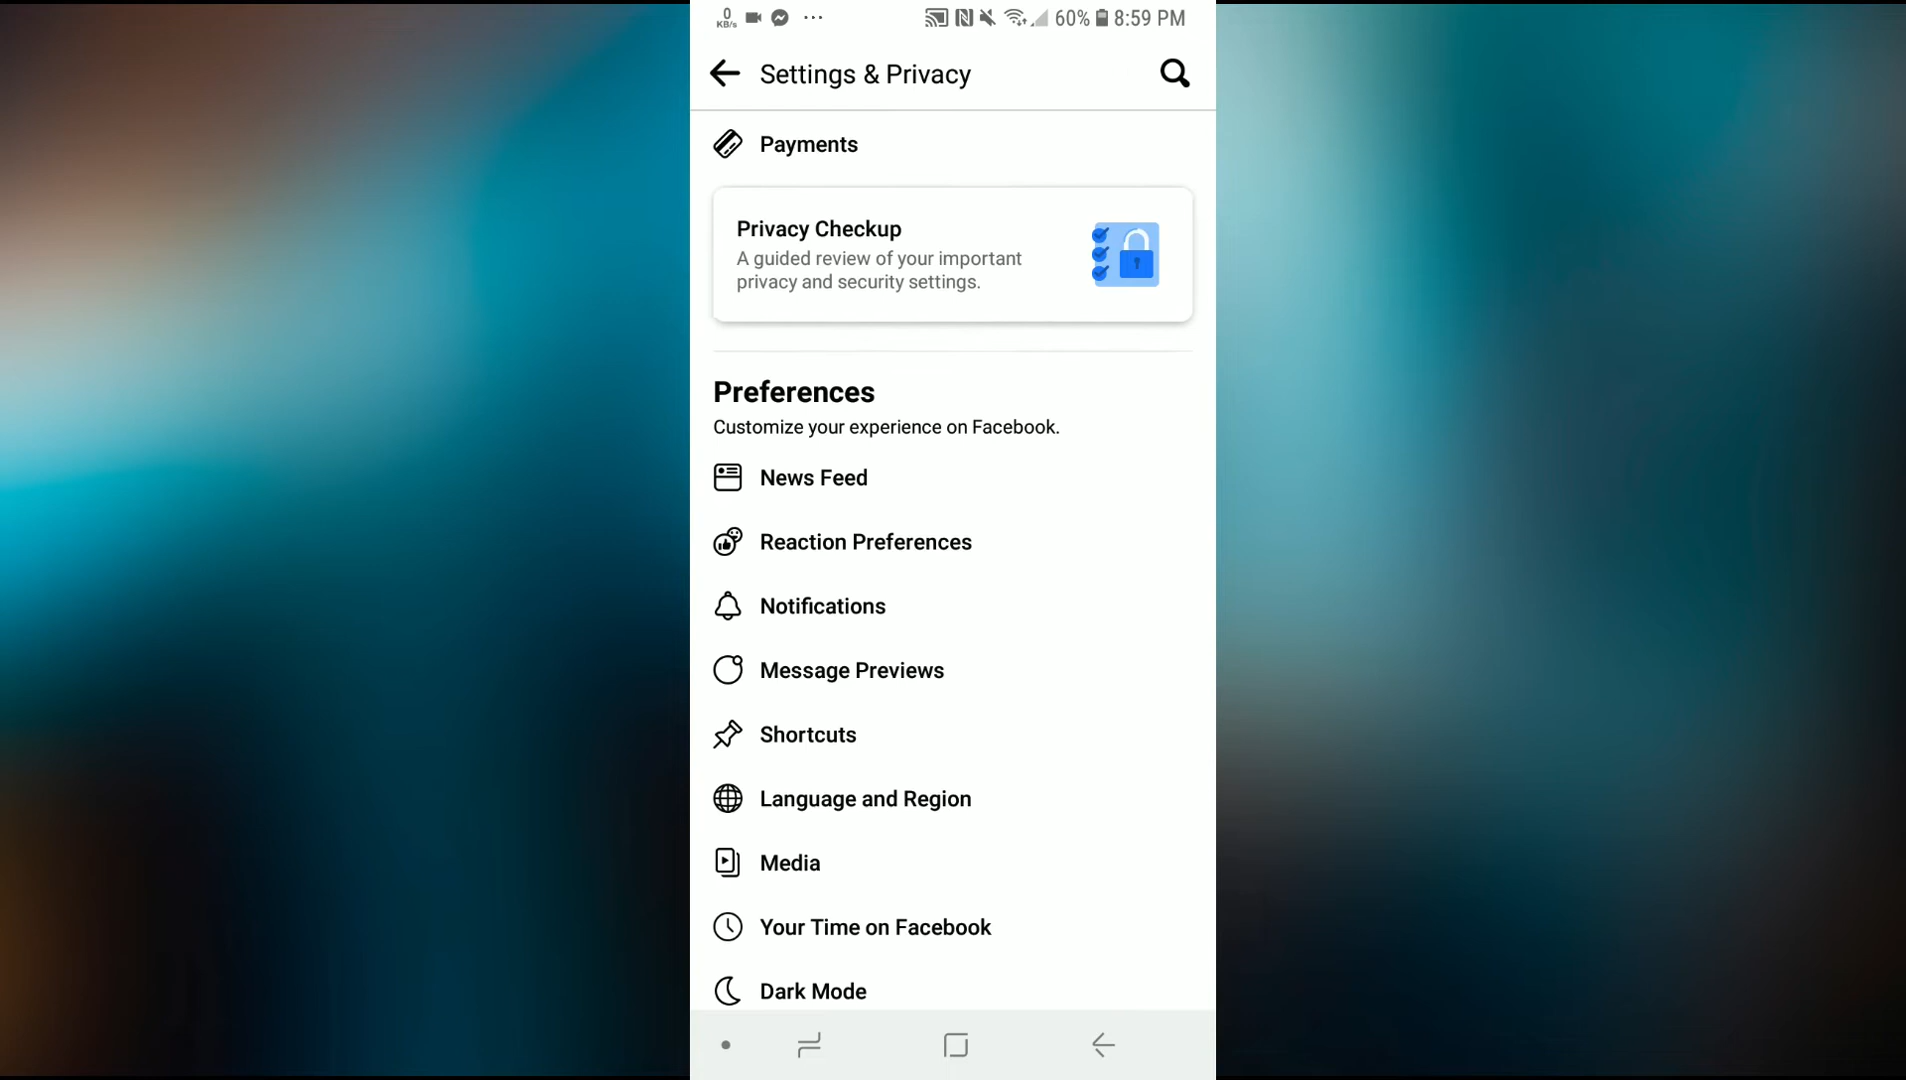 0
KB/s
60%
8:59 PM
Settings & Privacy
Payments
Privacy Checkup
A guided review of your important
privacy and security settings.
Preferences
Customize your experience on Facebook.
News Feed
Reaction Preferences
Notifications
Message Previews
Shortcuts
Language and Region
Media
Your Time on Facebook
Dark Mode